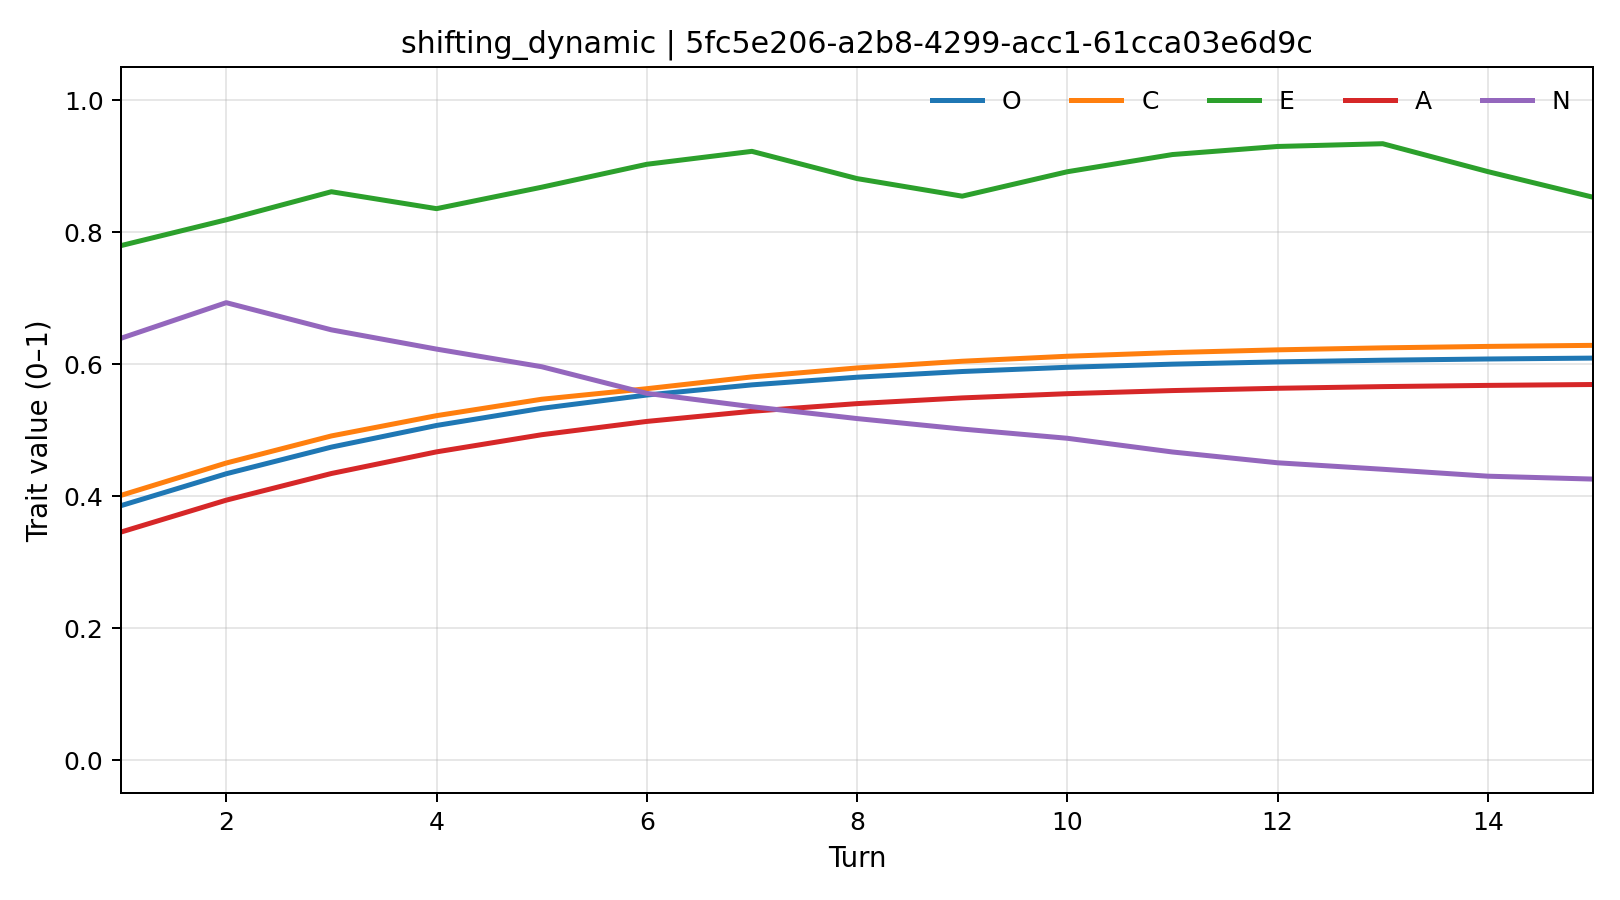 shifting_dynamic | 5fc5e206-a2b8-4299-acc1-61cca03e6d9c
O C E A N
1.0
0.8
0.6
0.4
0.2
0.0
Trait value (0–1)
2 4 6 8 10 12 14
Turn